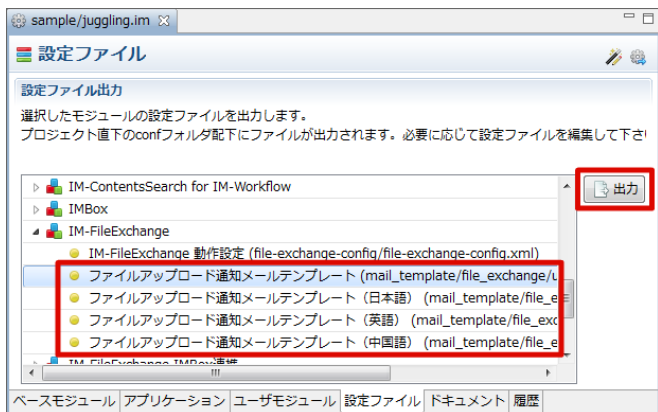 sample/juggling.im
設定ファイル
設定ファイル出力
選択したモジュールの設定ファイルを出力します。
プロジェクト直下のconfフォルダ配下にファイルが出力されます。必要に応じて設定ファイルを編集して下さ
IM-ContentsSearch for IM-Workflow
出力
IMBox
IM-FileExchange
IM-FileExchange 動作設定 (file-exchange-config/file-exchange-config.xml)
ファイルアップロード通知メールテンプレート (mail_template/file_exchange/u
ファイルアップロード通知メールテンプレート（日本語） (mail_template/file_e
ファイルアップロード通知メールテンプレート（英語） (mail_template/file_exc
ファイルアップロード通知メールテンプレート（中国語） (mail_template/file_e
IM-FileExchange IMBox連携
ベースモジュール アプリケーション ユーザモジュール 設定ファイル ドキュメント 履歴